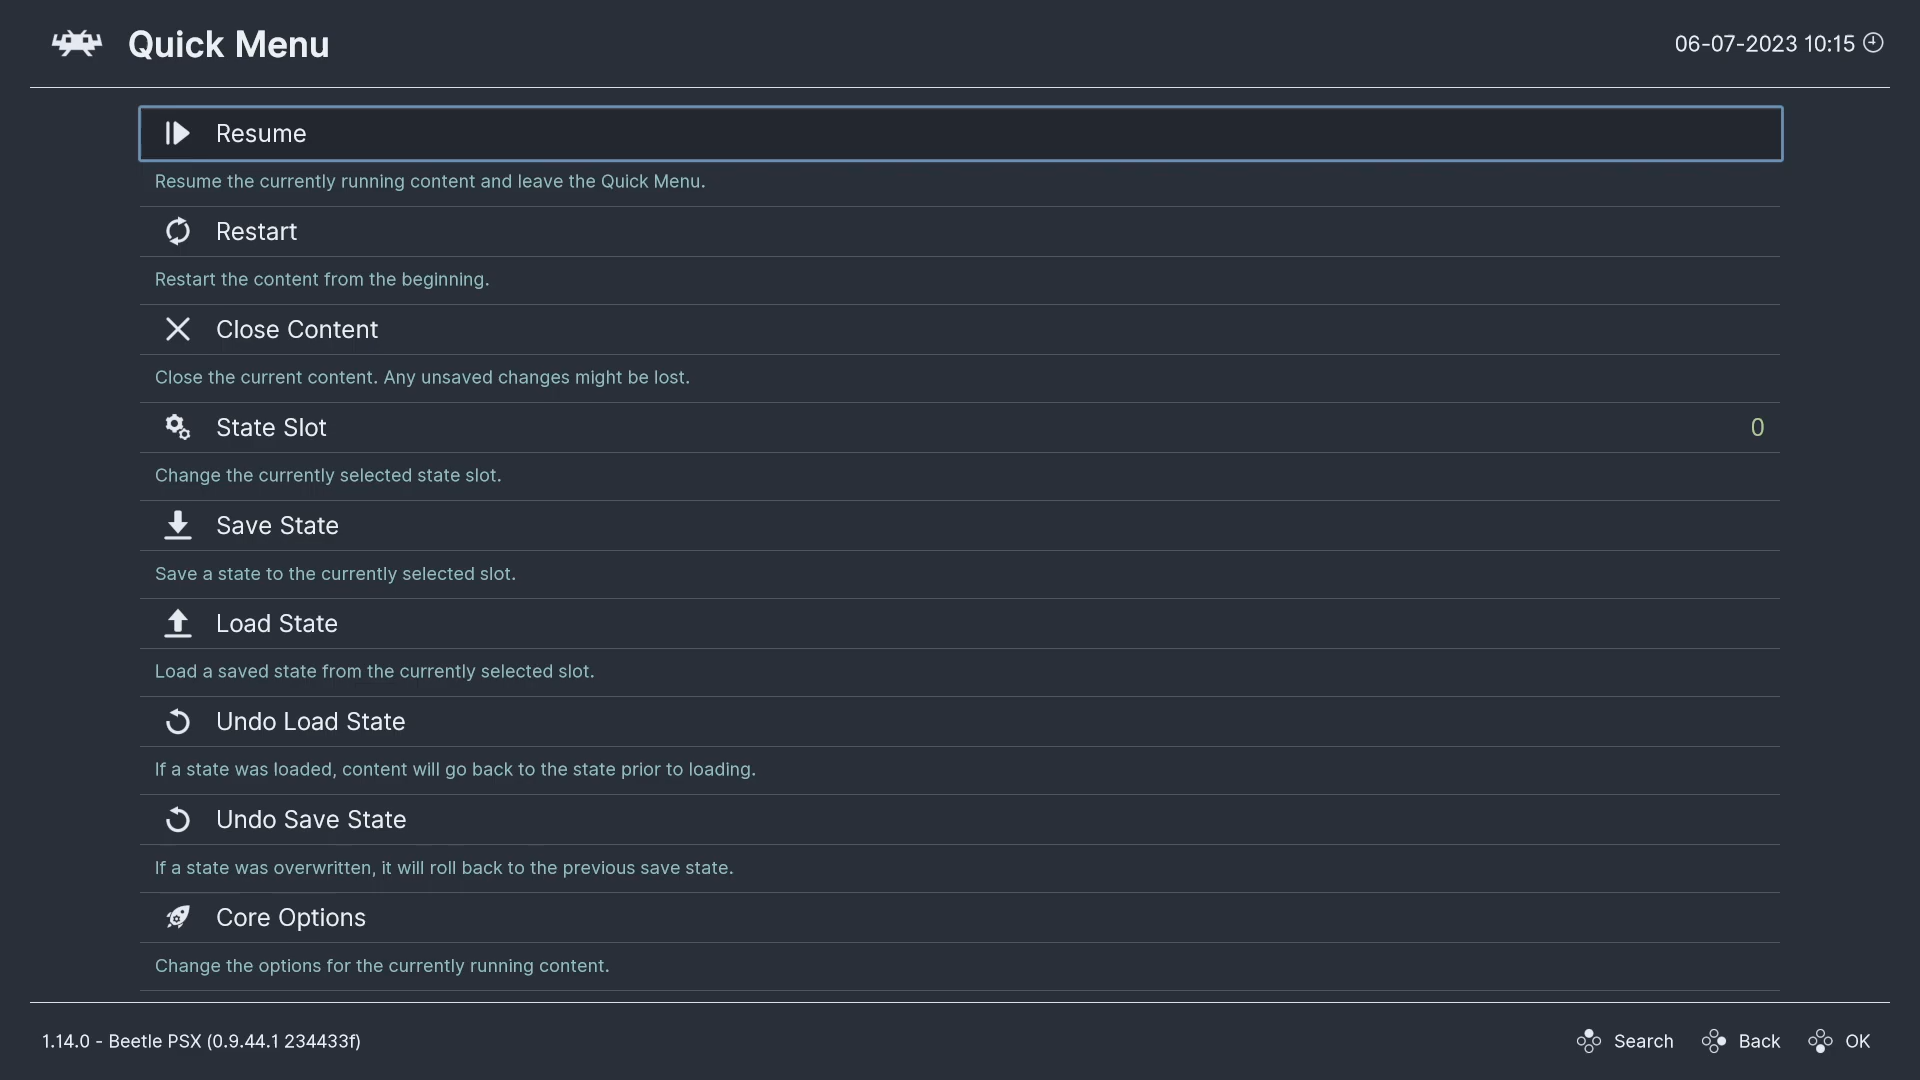 Quick Menu
06-07-2023 10:15
Resume
Resume the currently running content and leave the Quick Menu.
Restart
Restart the content from the beginning.
Close Content
Close the current content. Any unsaved changes might be lost.
State Slot 0
Change the currently selected state slot.
Save State
Save a state to the currently selected slot.
Load State
Load a saved state from the currently selected slot.
Undo Load State
If a state was loaded, content will go back to the state prior to loading.
Undo Save State
If a state was overwritten, it will roll back to the previous save state.
Core Options
Change the options for the currently running content.
1.14.0 - Beetle PSX (0.9.44.1 234433f)
Search Back OK